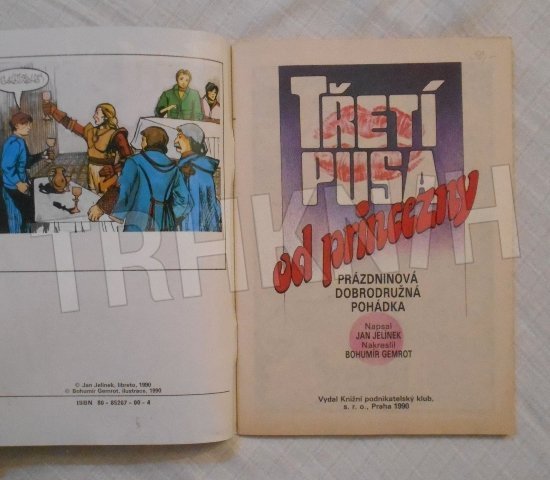 © Jan Jelínek, libreto, 1990
© Bohumír Gemrot, ilustrace, 1990
ISBN 80 - 85267 - 00 - 4
TŘETÍ
PUSA
od princezny
PRÁZDNINOVÁ
DOBRODRUŽNÁ
POHÁDKA
Napsal
JAN JELÍNEK
Nakreslil
BOHUMÍR GEMROT
Vydal Knižní podnikatelský klub,
s. r. o., Praha 1990
TRHKNIH